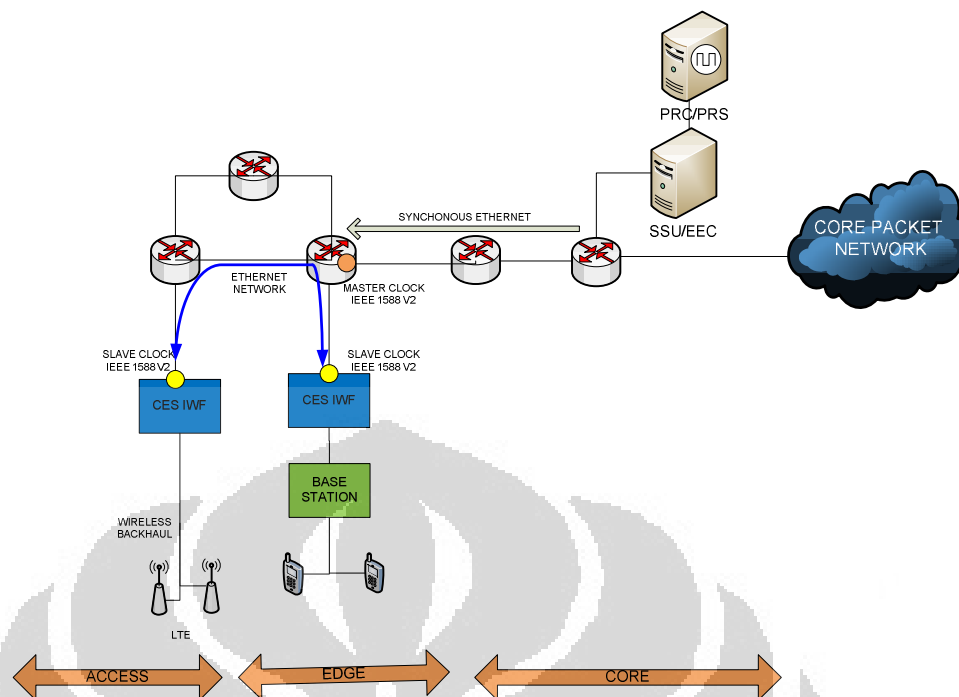 PRC/PRS
SSU/EEC
SYNCHONOUS ETHERNET
CORE PACKET
NETWORK
ETHERNET
NETWORK
MASTER CLOCK
IEEE 1588 V2
SLAVE CLOCK
IEEE 1588 V2
SLAVE CLOCK
IEEE 1588 V2
CES IWF
CES IWF
BASE
STATION
WIRELESS
BACKHAUL
LTE
ACCESS
EDGE
CORE